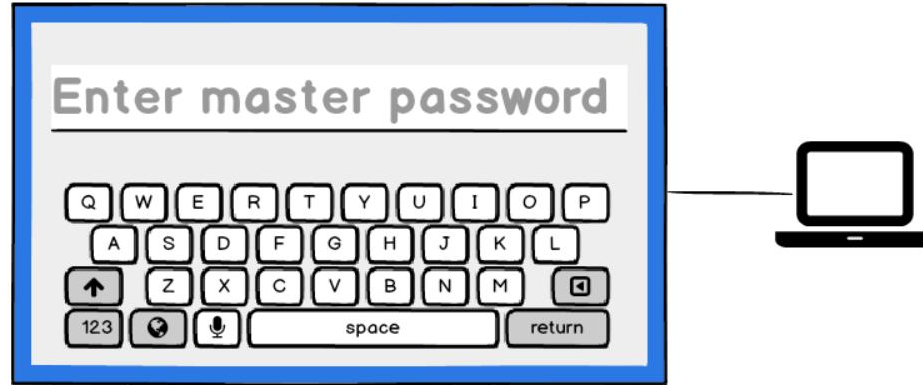 Enter master password
Q W E R T Y U I O P
A S D F G H J K L
Z X C V B N M
123 space return